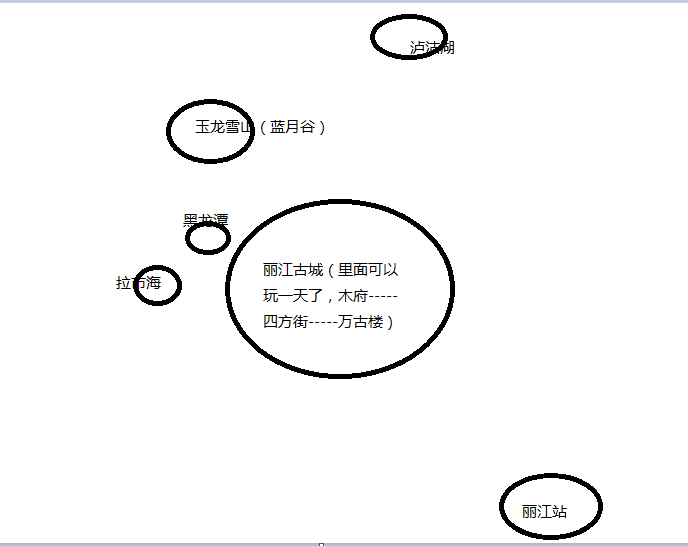 泸沽湖
玉龙雪山（蓝月谷）
黑龙潭
丽江古城（里面可以
拉市海
玩一天了，木府-----
四方街-----万古楼）
丽江站